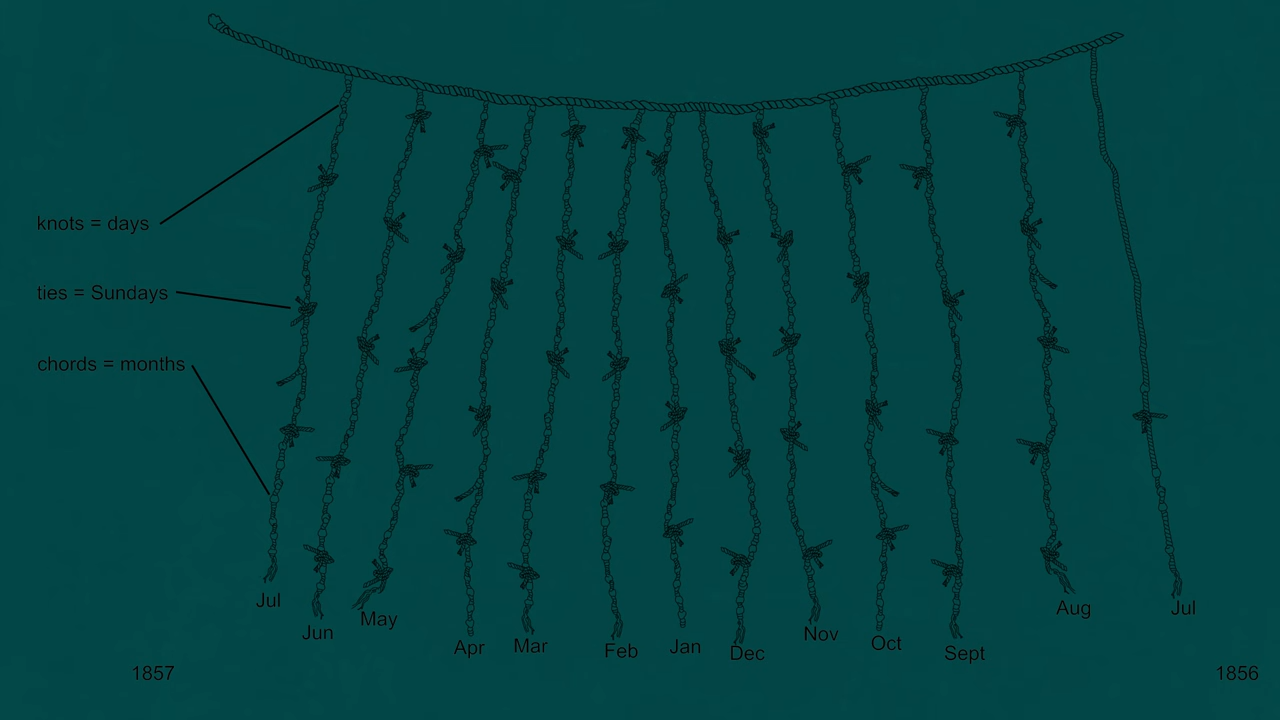 knots = days
ties = Sundays
chords = months
Jul
Jun
May
Apr
Mar
Feb
Jan
Dec
Nov
Oct
Sept
Aug
Jul
1857
1856